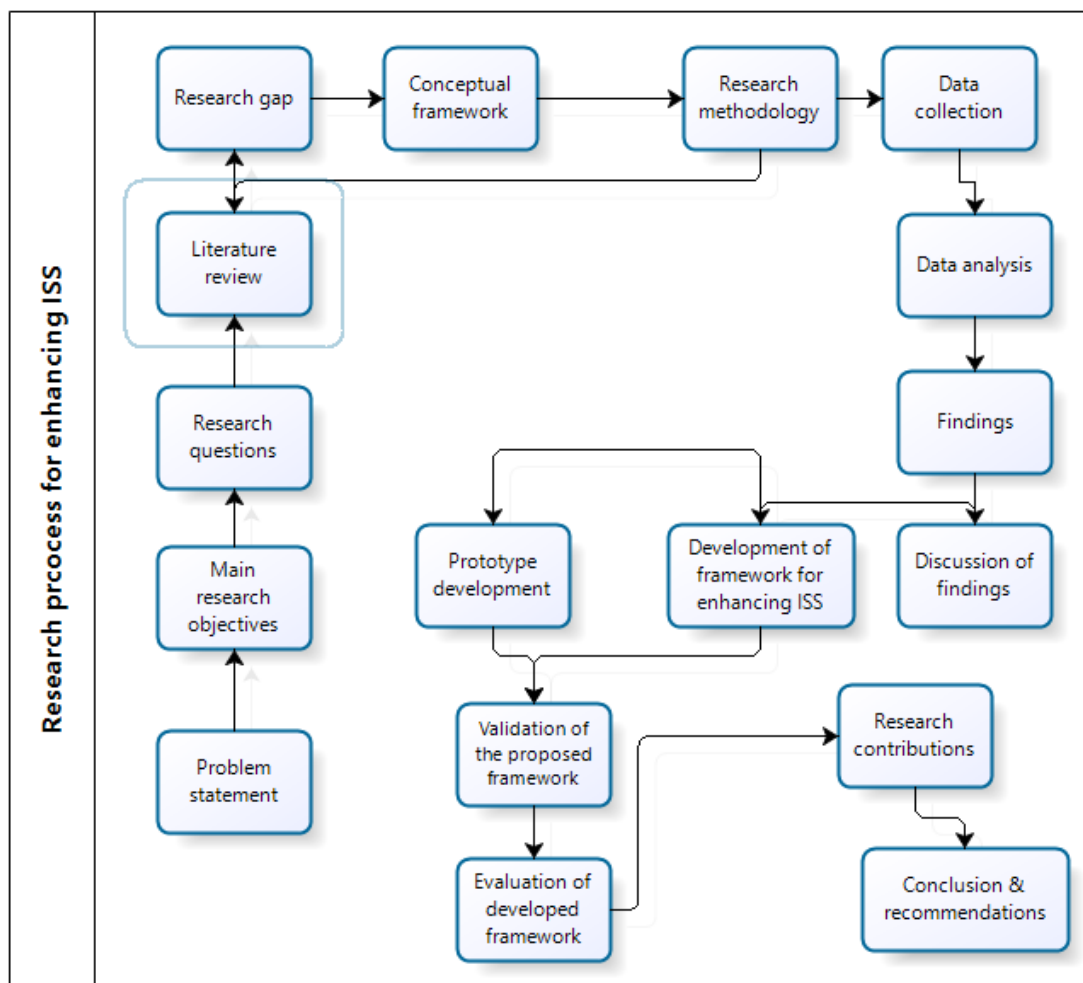 Research prcocess for enhancing ISS
Research gap
Conceptual
framework
Research
methodology
Data
collection
Literature
review
Data analysis
Research
questions
Findings
Prototype
development
Development of
framework for
enhancing ISS
Discussion of
findings
Main
research
objectives
Problem
statement
Validation of
the proposed
framework
Research
contributions
Evaluation of
developed
framework
Conclusion &
recommendations